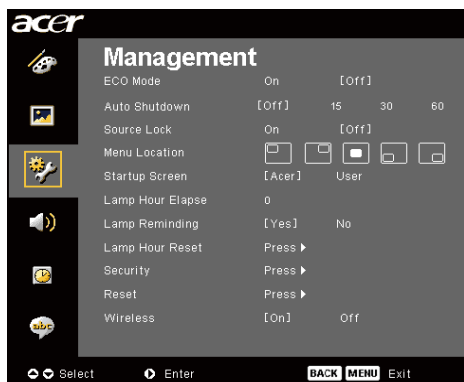 acer
Management
ECO Mode On [Off]
Auto Shutdown [Off] 15 30 60
Source Lock On [Off]
Menu Location
Startup Screen [Acer] User
Lamp Hour Elapse 0
Lamp Reminding [Yes] No
Lamp Hour Reset Press
Security Press
Reset Press
Wireless [On] Off
abc
Select Enter BACK MENU Exit